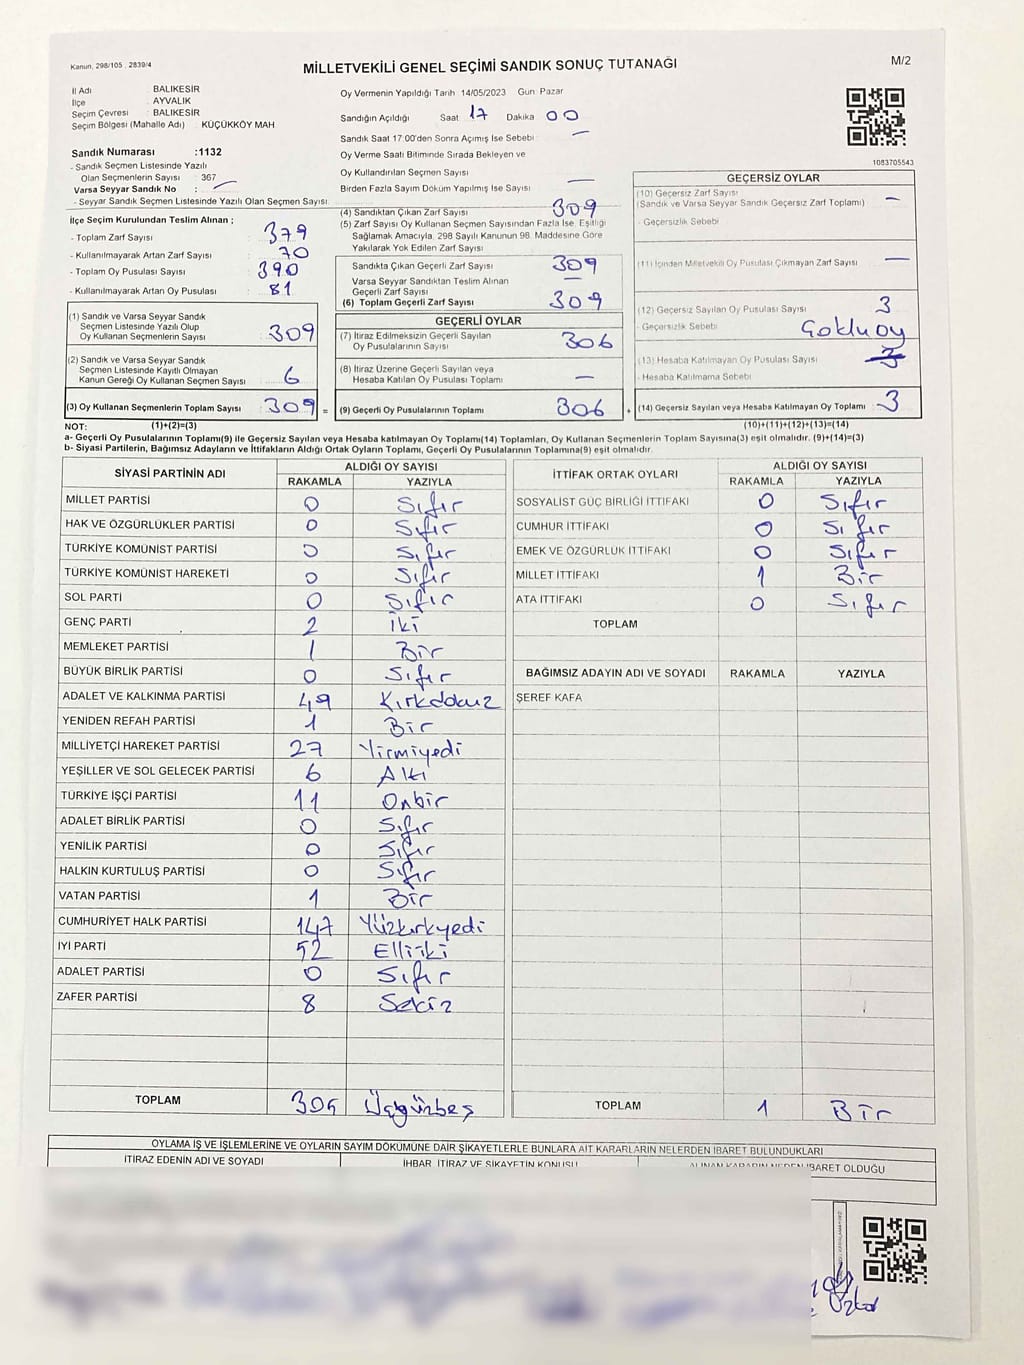 Kanun, 298/105 , 2839/4
MİLLETVEKİLİ GENEL SEÇİMİ SANDIK SONUÇ TUTANAĞI
M/2
İl Adı : BALIKESİR
İlçe : AYVALIK
Seçim Çevresi : BALIKESİR
Seçim Bölgesi (Mahalle Adı) : KÜÇÜKKÖY MAH
Sandık Numarası :1132
- Sandık Seçmen Listesinde Yazılı
Olan Seçmenlerin Sayısı : 367
Varsa Seyyar Sandık No : —
- Seyyar Sandık Seçmen Listesinde Yazılı Olan Seçmen Sayısı:
Oy Vermenin Yapıldığı Tarih :14/05/2023 Gün :Pazar
Sandığın Açıldığı Saat 17 Dakika 00
Sandık Saat 17:00'den Sonra Açımış İse Sebebi : —
Oy Verme Saati Bitiminde Sırada Bekleyen ve
Oy Kullandırılan Seçmen Sayısı —
Birden Fazla Sayım Döküm Yapılmış İse Sayısı :
1083705543
İlçe Seçim Kurulundan Teslim Alınan ;
- Toplam Zarf Sayısı : 379
- Kullanılmayarak Artan Zarf Sayısı : 70
- Toplam Oy Pusulası Sayısı : 390
- Kullanılmayarak Artan Oy Pusulası : 81
(1) Sandık ve Varsa Seyyar Sandık
Seçmen Listesinde Yazılı Olup
Oy Kullanan Seçmenlerin Sayısı : 309
(2) Sandık ve Varsa Seyyar Sandık
Seçmen Listesinde Kayıtlı Olmayan
Kanun Gereği Oy Kullanan Seçmen Sayısı 6
(3) Oy Kullanan Seçmenlerin Toplam Sayısı 309 =
(4) Sandıktan Çıkan Zarf Sayısı 309
(5) Zarf Sayısı Oy Kullanan Seçmen Sayısından Fazla İse, Eşitliği
Sağlamak Amacıyla, 298 Sayılı Kanunun 98. Maddesine Göre
Yakılarak Yok Edilen Zarf Sayısı
Sandıkta Çıkan Geçerli Zarf Sayısı 309
Varsa Seyyar Sandıktan Teslim Alınan
Geçerli Zarf Sayısı —
(6) Toplam Geçerli Zarf Sayısı 309
GEÇERLİ OYLAR
(7) İtiraz Edilmeksizin Geçerli Sayılan
Oy Pusulalarının Sayısı 306
(8) İtiraz Üzerine Geçerli Sayılan veya
Hesaba Katılan Oy Pusulası Toplamı —
(9) Geçerli Oy Pusulalarının Toplamı 306 +
GEÇERSİZ OYLAR
(10) Geçersiz Zarf Sayısı —
(Sandık ve Varsa Seyyar Sandık Geçersiz Zarf Toplamı)
- Geçersizlik Sebebi
(11) İçinden Milletvekili Oy Pusulası Çıkmayan Zarf Sayısı —
(12) Geçersiz Sayılan Oy Pusulası Sayısı 3
- Geçersizlik Sebebi Çoklu oy
(13) Hesaba Katılmayan Oy Pusulası Sayısı 3
- Hesaba Katılmama Sebebi
(14) Geçersiz Sayılan veya Hesaba Katılmayan Oy Toplamı 3
NOT: (1)+(2)=(3) (10)+(11)+(12)+(13)=(14)
a- Geçerli Oy Pusulalarının Toplamı(9) ile Geçersiz Sayılan veya Hesaba katılmayan Oy Toplamı(14) Toplamları, Oy Kullanan Seçmenlerin Toplam Sayısına(3) eşit olmalıdır. (9)+(14)=(3)
b- Siyasi Partilerin, Bağımsız Adayların ve İttifakların Aldığı Ortak Oyların Toplamı, Geçerli Oy Pusulalarının Toplamına(9) eşit olmalıdır.
SİYASİ PARTİNİN ADI ALDIĞI OY SAYISI
RAKAMLA YAZIYLA
MİLLET PARTİSİ 0 Sıfır
HAK VE ÖZGÜRLÜKLER PARTİSİ 0 Sıfır
TÜRKİYE KOMÜNİST PARTİSİ 0 Sıfır
TÜRKİYE KOMÜNİST HAREKETİ 0 Sıfır
SOL PARTİ 0 Sıfır
GENÇ PARTİ 2 İki
MEMLEKET PARTİSİ 1 Bir
BÜYÜK BİRLİK PARTİSİ 0 Sıfır
ADALET VE KALKINMA PARTİSİ 49 Kırkdokuz
YENİDEN REFAH PARTİSİ 1 Bir
MİLLİYETÇİ HAREKET PARTİSİ 27 Yirmiyedi
YEŞİLLER VE SOL GELECEK PARTİSİ 6 Altı
TÜRKİYE İŞÇİ PARTİSİ 11 Onbir
ADALET BİRLİK PARTİSİ 0 Sıfır
YENİLİK PARTİSİ 0 Sıfır
HALKIN KURTULUŞ PARTİSİ 0 Sıfır
VATAN PARTİSİ 1 Bir
CUMHURİYET HALK PARTİSİ 147 Yüzkırkyedi
İYİ PARTİ 52 Elliiki
ADALET PARTİSİ 0 Sıfır
ZAFER PARTİSİ 8 Sekiz
TOPLAM 305 Üçyüzbeş
İTTİFAK ORTAK OYLARI ALDIĞI OY SAYISI
RAKAMLA YAZIYLA
SOSYALİST GÜÇ BİRLİĞİ İTTİFAKI 0 Sıfır
CUMHUR İTTİFAKI 0 Sıfır
EMEK VE ÖZGÜRLÜK İTTİFAKI 0 Sıfır
MİLLET İTTİFAKI 1 Bir
ATA İTTİFAKI 0 Sıfır
TOPLAM
BAĞIMSIZ ADAYIN ADI VE SOYADI RAKAMLA YAZIYLA
ŞEREF KAFA
TOPLAM 1 Bir
OYLAMA İŞ VE İŞLEMLERİNE VE OYLARIN SAYIM DÖKÜMÜNE DAİR ŞİKAYETLERLE BUNLARA AİT KARARLARIN NELERDEN İBARET BULUNDUKLARI
İTİRAZ EDENİN ADI VE SOYADI İHBAR, İTİRAZ VE ŞİKAYETİN KONUSU ALINAN KARARIN NEDEN İBARET OLDUĞU